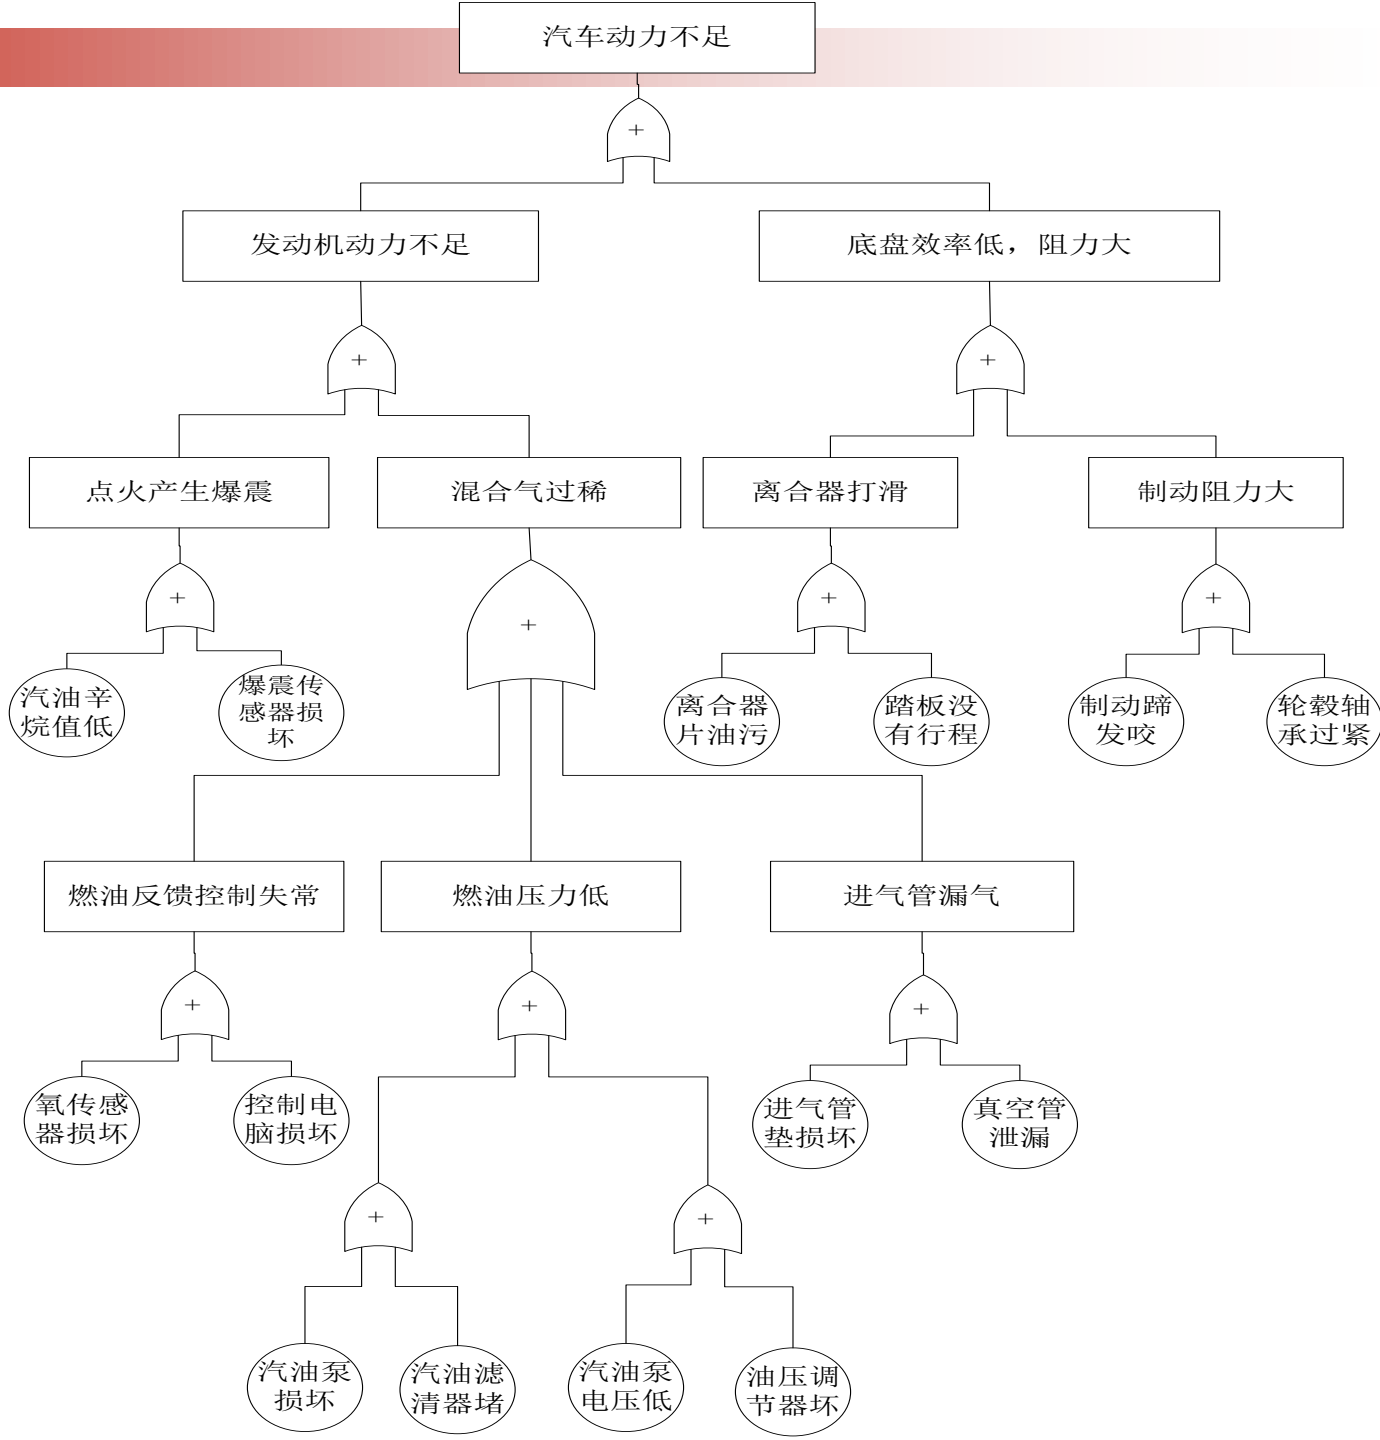 汽车动力不足
+
发动机动力不足
底盘效率低，阻力大
+
+
点火产生爆震
混合气过稀
离合器打滑
制动阻力大
+
+
+
+
汽油辛
烷值低
爆震传
感器损
坏
离合器
片油污
踏板没
有行程
制动蹄
发咬
轮毂轴
承过紧
燃油反馈控制失常
燃油压力低
进气管漏气
+
+
+
氧传感
器损坏
控制电
脑损坏
进气管
垫损坏
真空管
泄漏
+
+
汽油泵
损坏
汽油滤
清器堵
汽油泵
电压低
油压调
节器坏